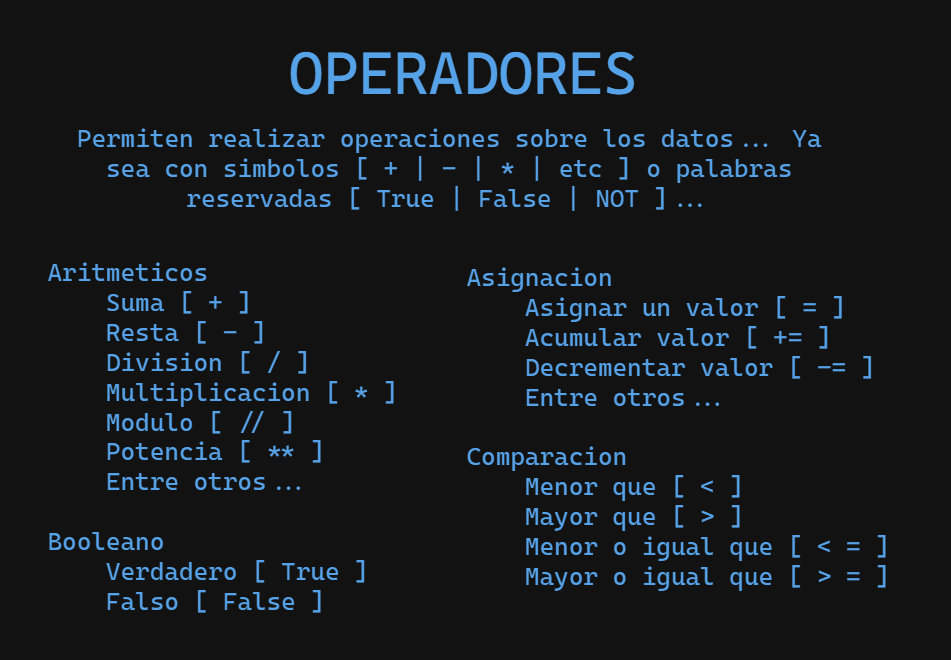 OPERADORES
Permiten realizar operaciones sobre los datos... Ya
sea con simbolos [ + | - | * | etc ] o palabras
reservadas [ True | False | NOT ]...
Aritmeticos
Suma [ + ]
Resta [ - ]
Division [ / ]
Multiplicacion [ * ]
Modulo [ // ]
Potencia [ ** ]
Entre otros...
Booleano
Verdadero [ True ]
Falso [ False ]
Asignacion
Asignar un valor [ = ]
Acumular valor [ += ]
Decrementar valor [ -= ]
Entre otros...
Comparacion
Menor que [ < ]
Mayor que [ > ]
Menor o igual que [ < = ]
Mayor o igual que [ > = ]